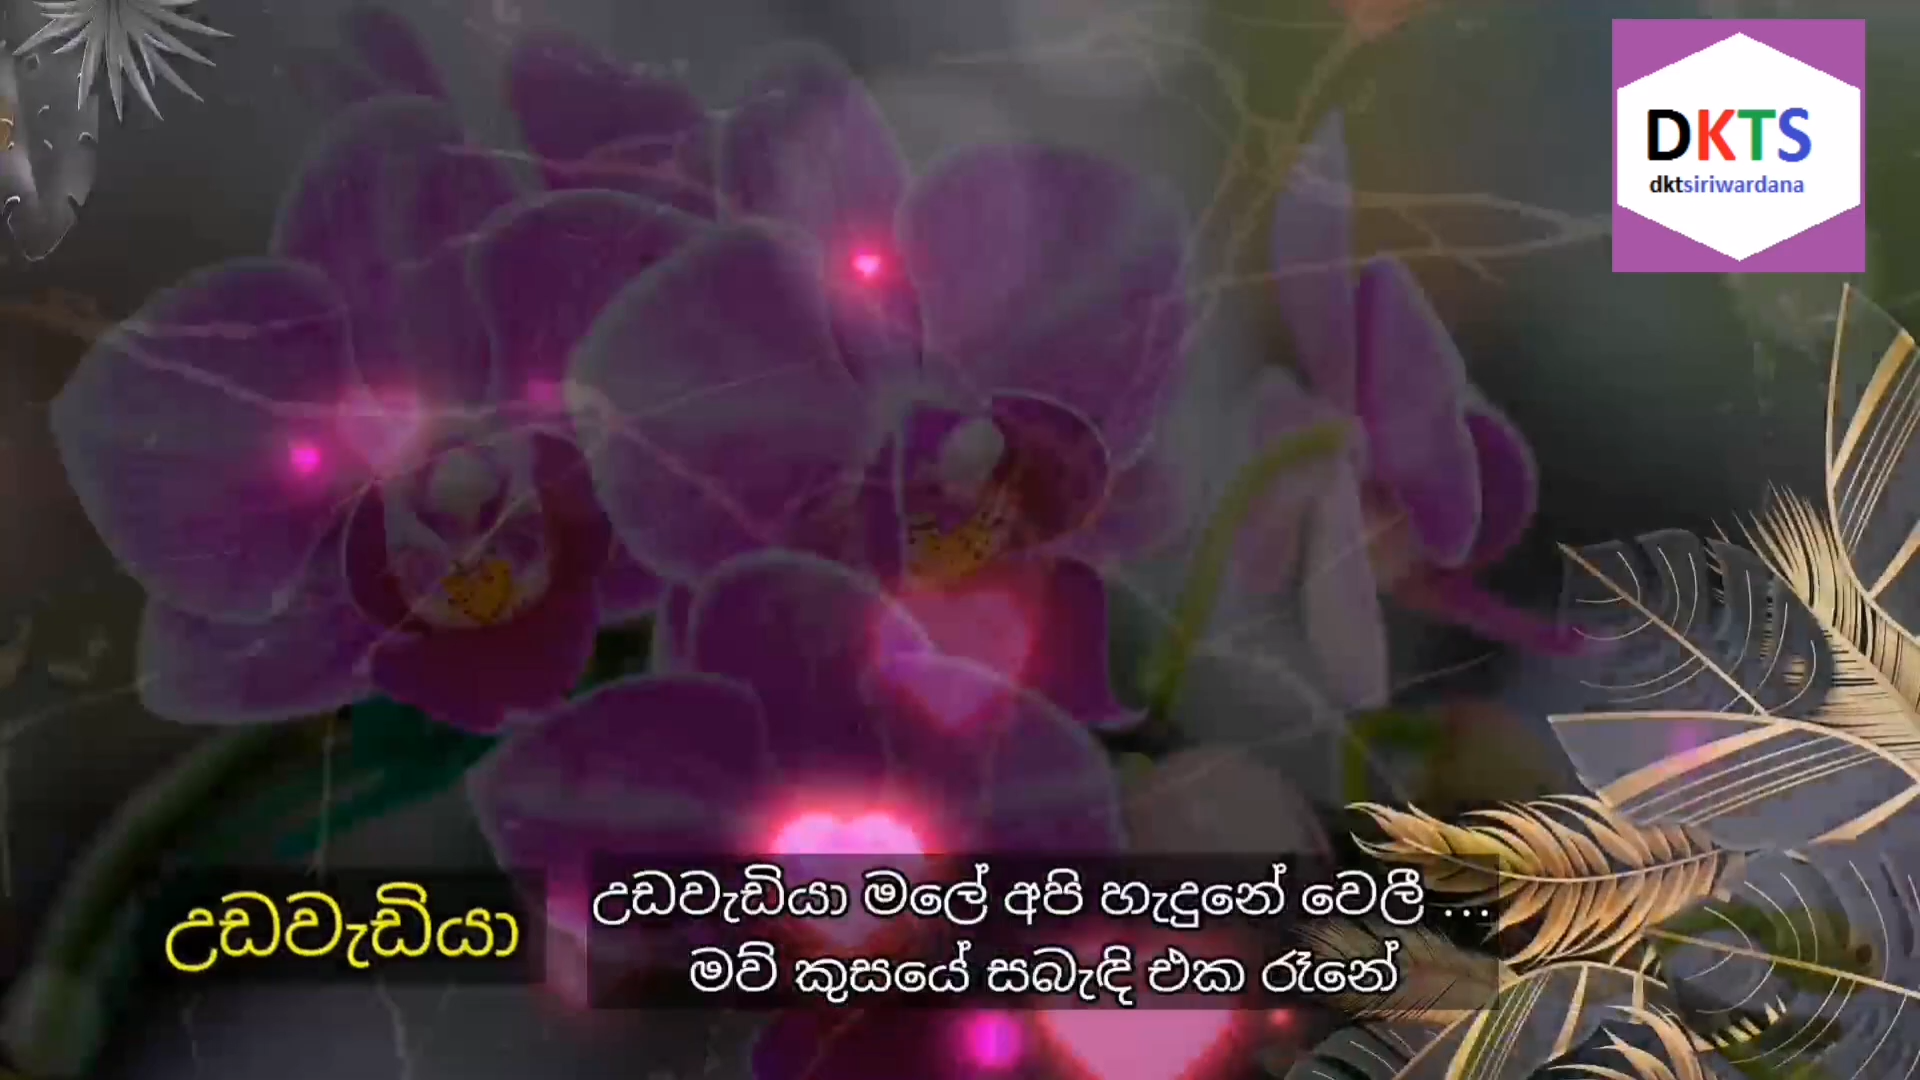 DKTS
dktsiriwardana
උඩවැඩියා
උඩවැඩියා මලේ අපි හැදුනේ වෙලී ...
මව් කුසයේ සබැඳි එක රෑනේ